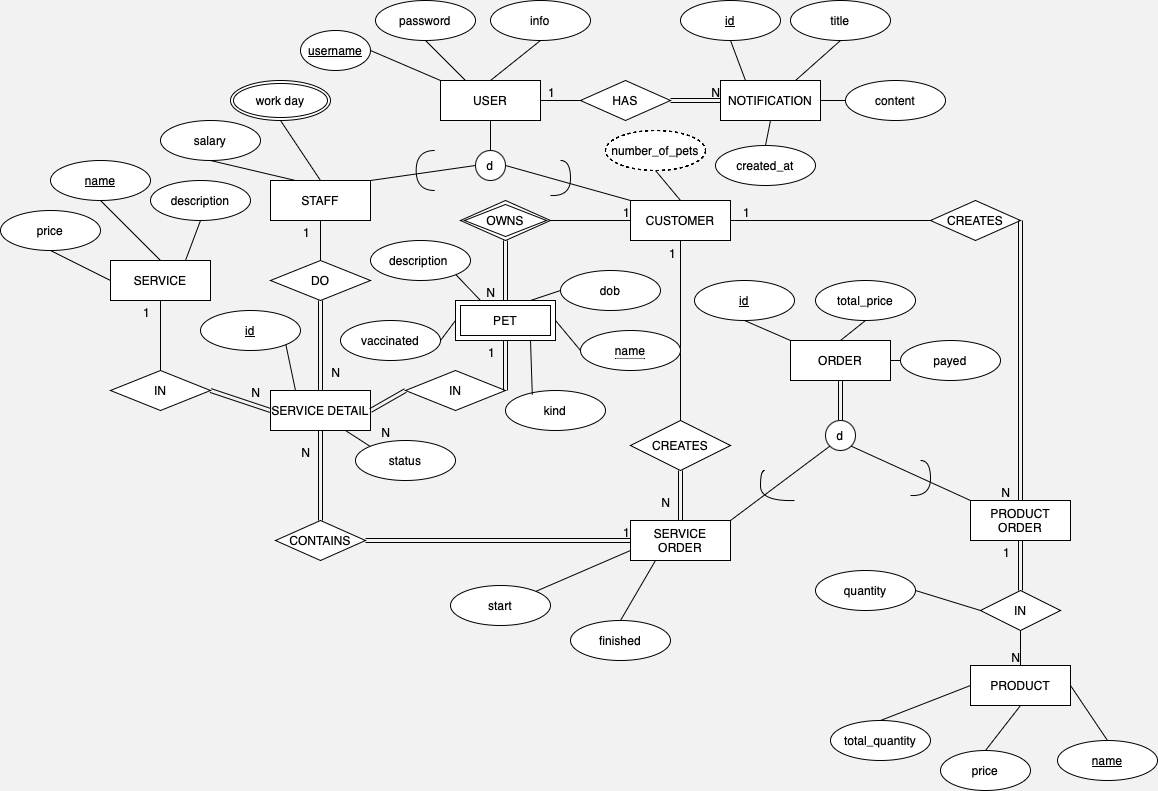 password
info
id
title
username
USER
1
HAS
N
NOTIFICATION
content
work day
salary
number_of_pets
created_at
d
name
description
STAFF
OWNS
1
CUSTOMER
1
CREATES
price
1
1
SERVICE
DO
description
dob
N
PET
id
total_price
1
id
vaccinated
1
name
ORDER
payed
N
IN
N
SERVICE DETAIL
IN
kind
N
N
status
CREATES
d
N
N
CONTAINS
1
SERVICE
ORDER
PRODUCT
ORDER
1
start
quantity
IN
finished
N
PRODUCT
total_quantity
price
name